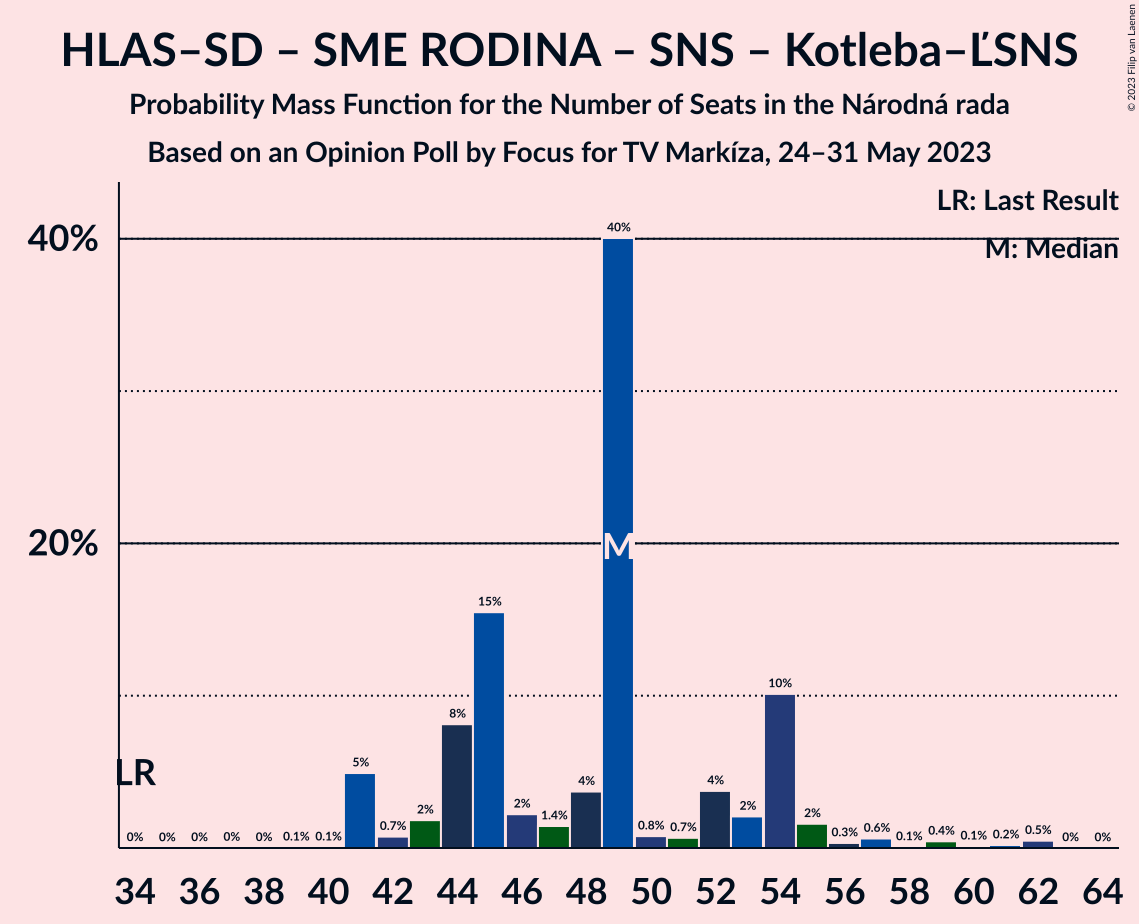 HLAS–SD – SME RODINA – SNS – Kotleba–ĽSNS
Probability Mass Function for the Number of Seats in the Národná rada
Based on an Opinion Poll by Focus for TV Markíza, 24–31 May 2023
© 2023 Filip van Laenen
LR: Last Result
M: Median
40%
20%
LR
M
0% 0% 0% 0% 0% 0.1% 0.1% 5% 0.7% 2% 8% 15% 2% 1.4% 4% 40% 0.8% 0.7% 4% 2% 10% 2% 0.3% 0.6% 0.1% 0.4% 0.1% 0.2% 0.5% 0% 0%
34 36 38 40 42 44 46 48 50 52 54 56 58 60 62 64